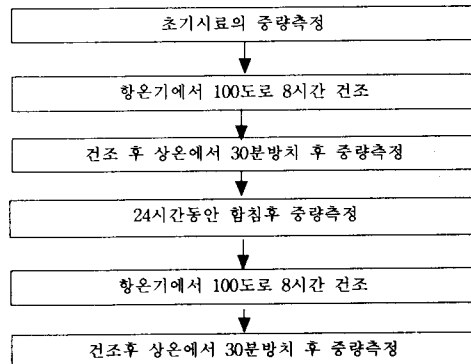 초기시료의 중량측정
항온기에서 100도로 8시간 건조
건조 후 상온에서 30분방치 후 중량측정
24시간동안 함침후 중량측정
항온기에서 100도로 8시간 건조
건조후 상온에서 30분방치 후 중량측정